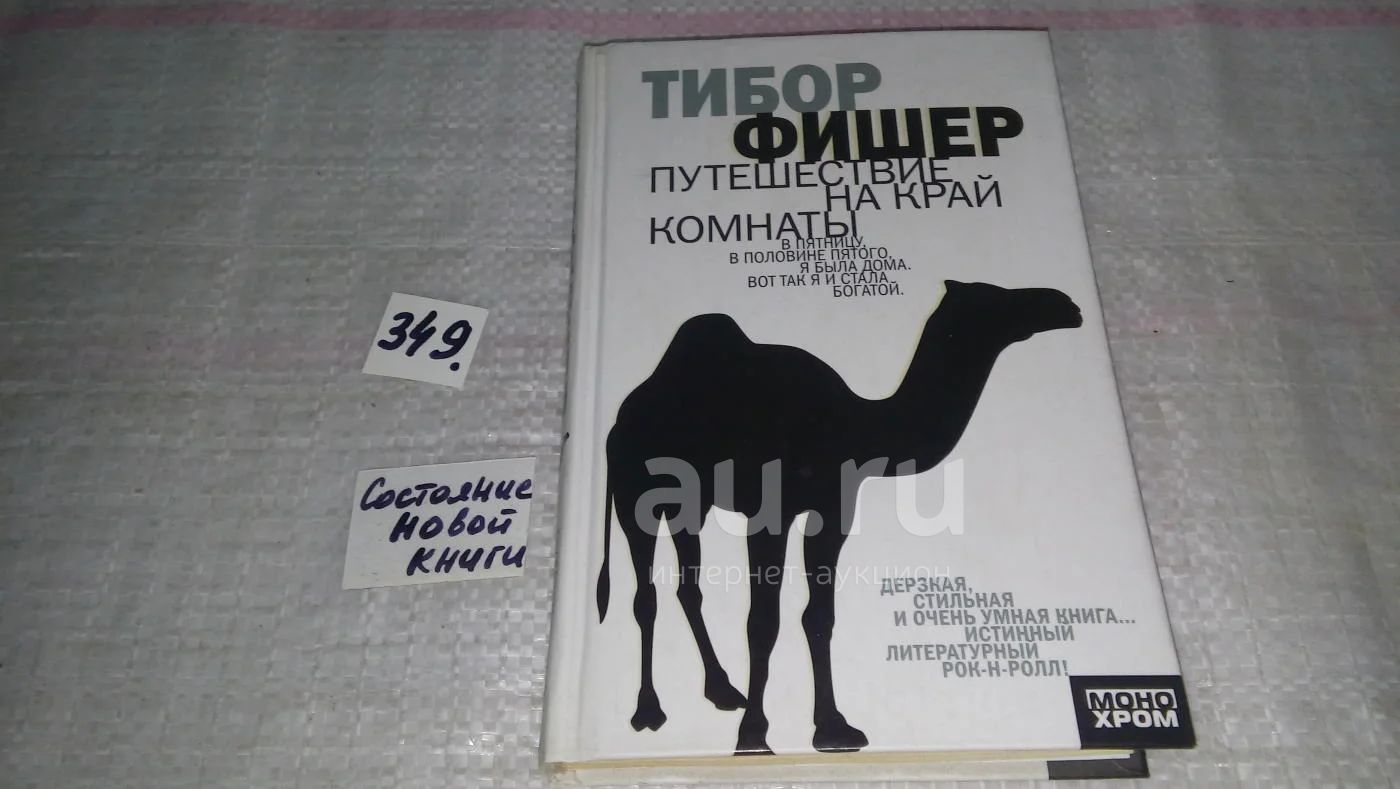 ТИБОР
ФИШЕР
ПУТЕШЕСТВИЕ
НА КРАЙ
КОМНАТЫ
В ПЯТНИЦУ,
В ПОЛОВИНЕ ПЯТОГО,
Я БЫЛА ДОМА.
ВОТ ТАК Я И СТАЛА
БОГАТОЙ.
349.
Состояние
новой
книги
au.ru
интернет-аукцион
ДЕРЗКАЯ,
СТИЛЬНАЯ
И ОЧЕНЬ УМНАЯ КНИГА...
ИСТИННЫЙ
ЛИТЕРАТУРНЫЙ
РОК-Н-РОЛЛ!
МОНО
ХРОМ